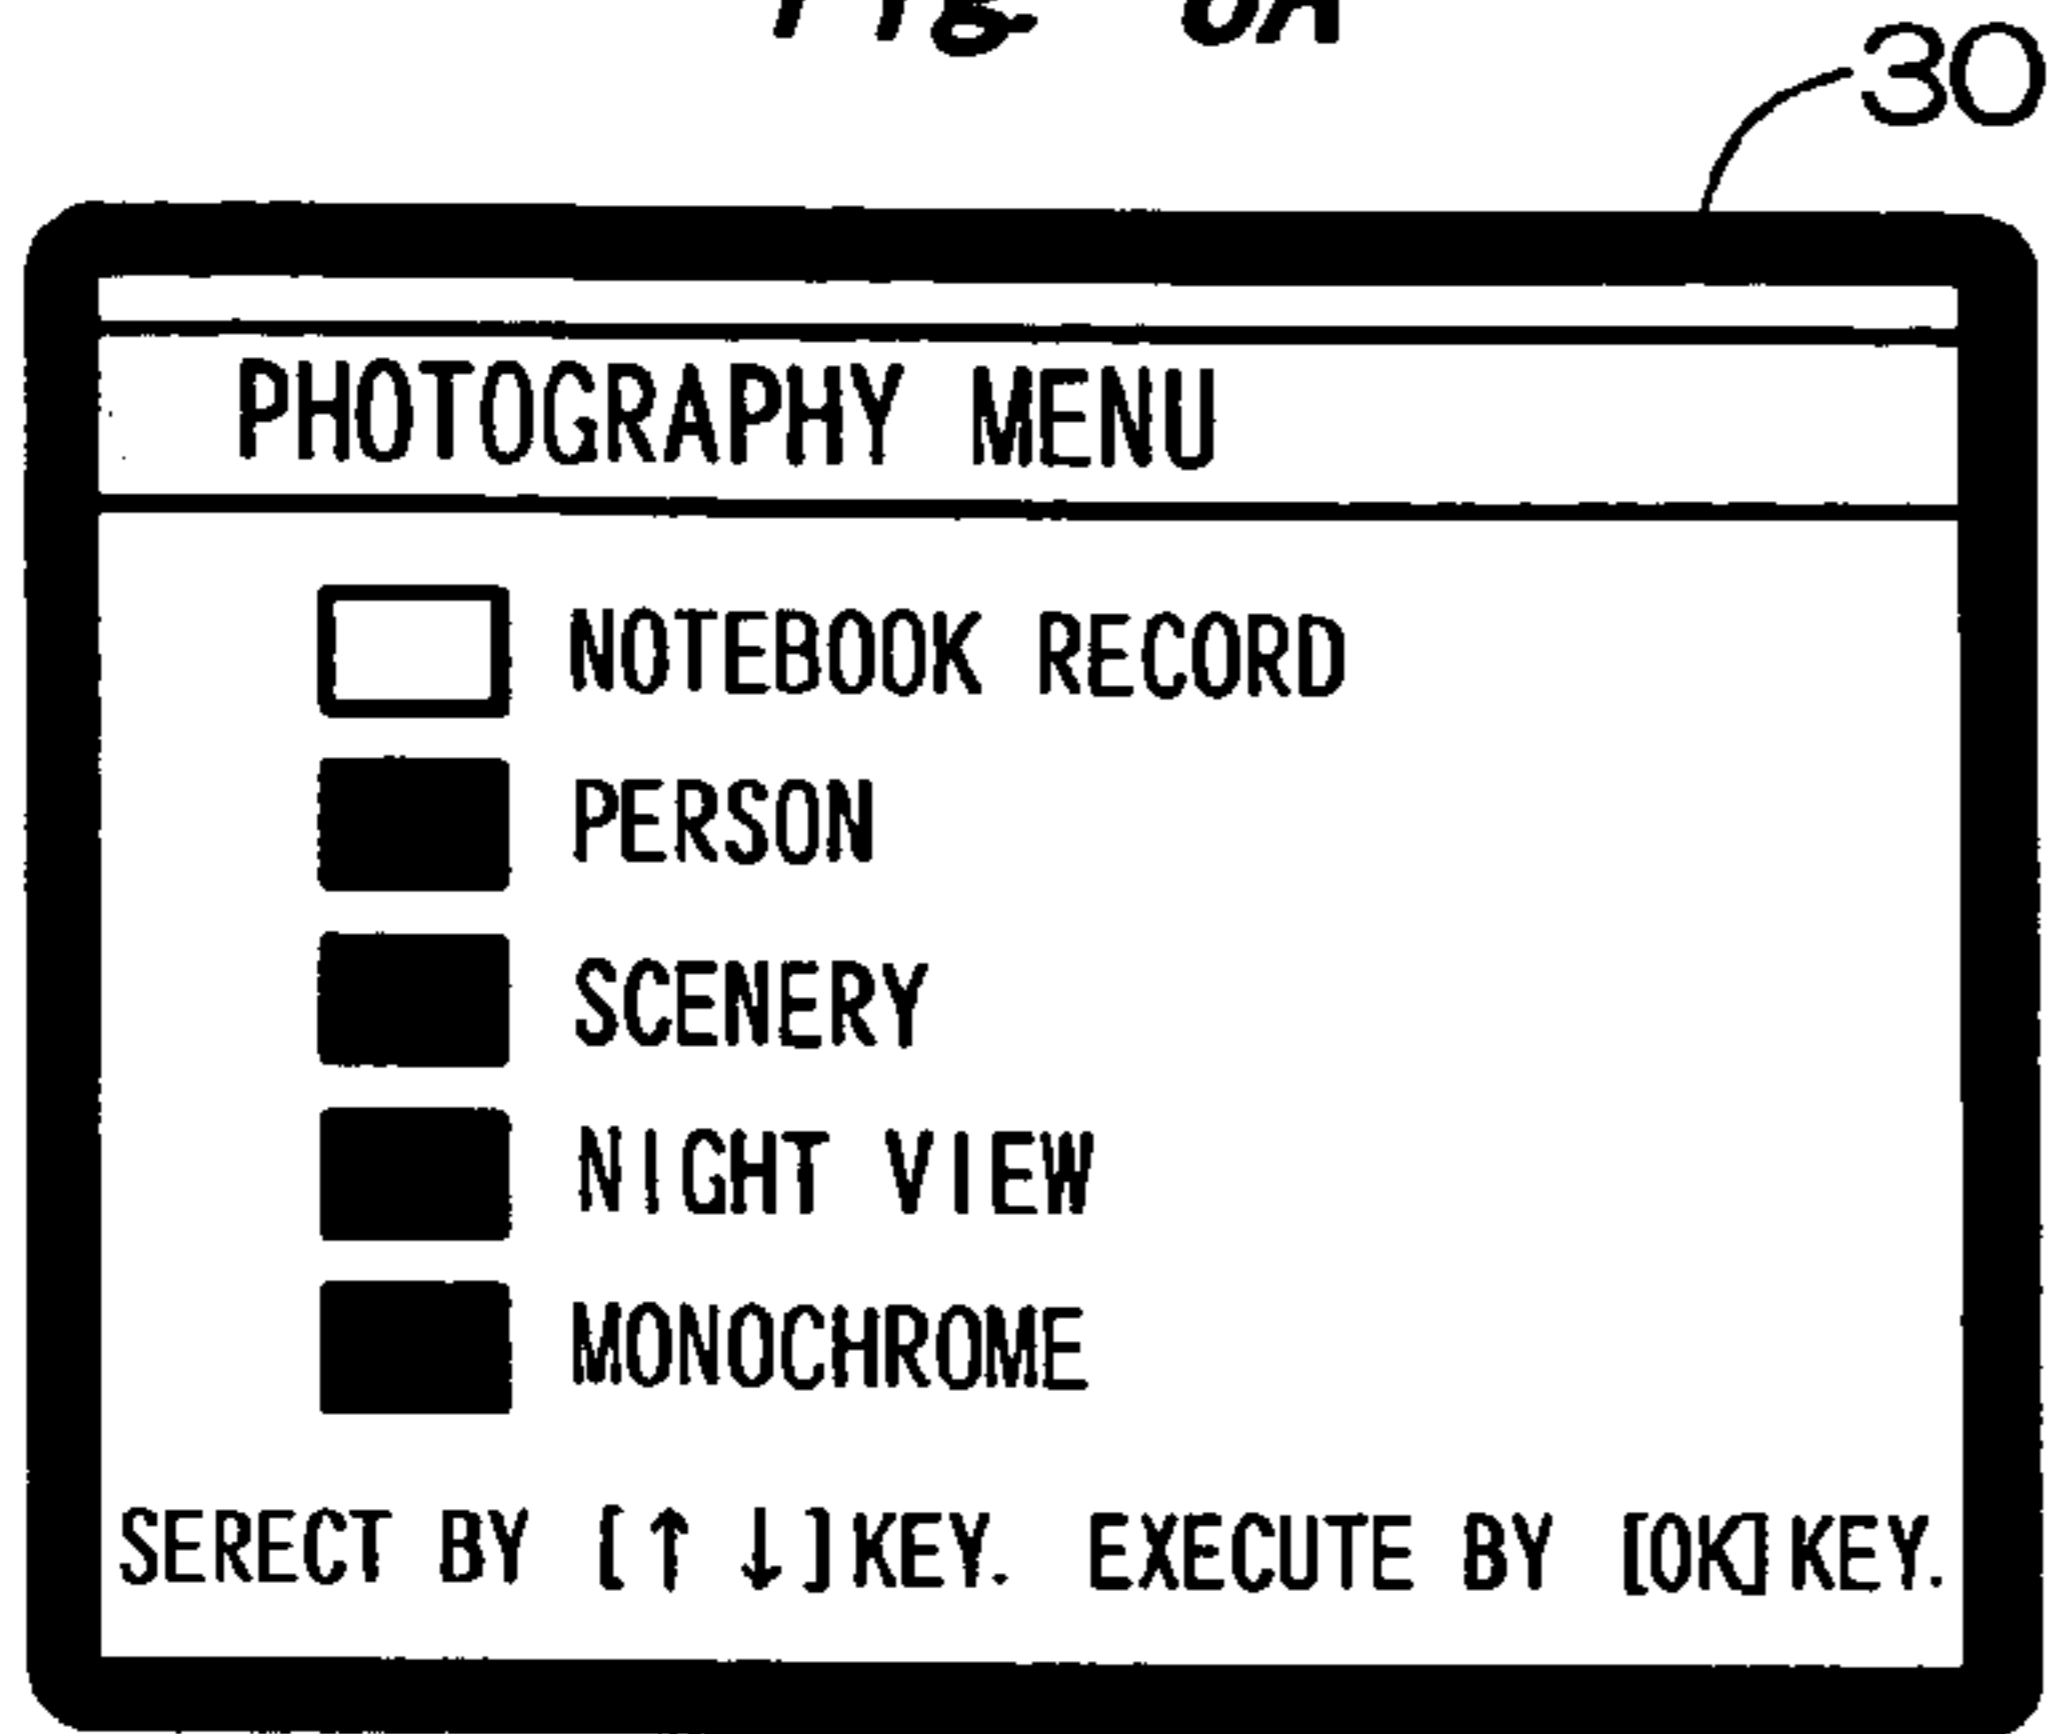 30
PHOTOGRAPHY MENU
NOTEBOOK RECORD
PERSON
SCENERY
NIGHT VIEW
MONOCHROME
SERECT BY [↑ ↓]KEY. EXECUTE BY [OK]KEY.